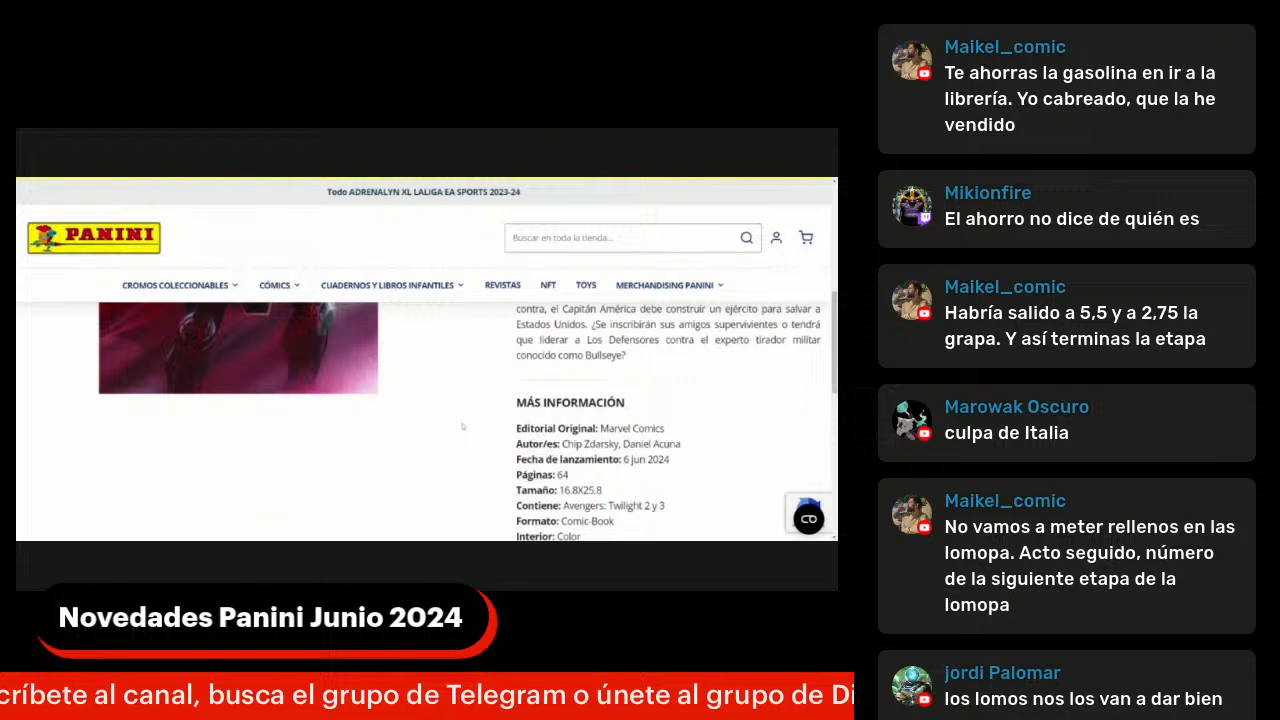 Todo ADRENALYN XL LALIGA EA SPORTS 2023-24
PANINI
Buscar en toda la tienda...
CROMOS COLECCIONABLES
CÓMICS
CUADERNOS Y LIBROS INFANTILES
REVISTAS
NFT
TOYS
MERCHANDISING PANINI
contra, el Capitán América debe construir un ejército para salvar a
Estados Unidos. ¿Se inscribirán sus amigos supervivientes o tendrá
que liderar a Los Defensores contra el experto tirador militar
conocido como Bullseye?
MÁS INFORMACIÓN
Editorial Original: Marvel Comics
Autor/es: Chip Zdarsky, Daniel Acuna
Fecha de lanzamiento: 6 jun 2024
Páginas: 64
Tamaño: 16.8X25.8
Contiene: Avengers: Twilight 2 y 3
Formato: Comic-Book
Interior: Color
Novedades Panini Junio 2024
críbete al canal, busca el grupo de Telegram o únete al grupo de Di
Maikel_comic
Te ahorras la gasolina en ir a la
librería. Yo cabreado, que la he
vendido
Mikionfire
El ahorro no dice de quién es
Maikel_comic
Habría salido a 5,5 y a 2,75 la
grapa. Y así terminas la etapa
Marowak Oscuro
culpa de Italia
Maikel_comic
No vamos a meter rellenos en las
lomopa. Acto seguido, número
de la siguiente etapa de la
lomopa
jordi Palomar
los lomos nos los van a dar bien